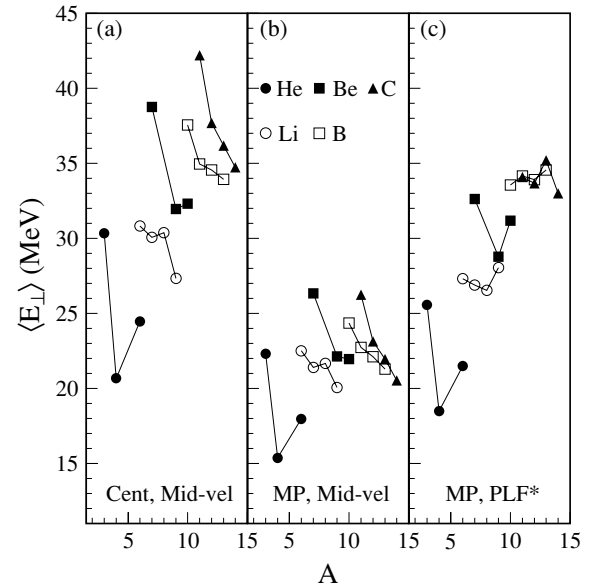 (a) (b) (c)
45
40
35
30
25
20
15
⟨E⊥⟩ (MeV)
He Be C
Li B
Cent, Mid-vel MP, Mid-vel MP, PLF*
5 10 15 5 10 15 5 10 15
A